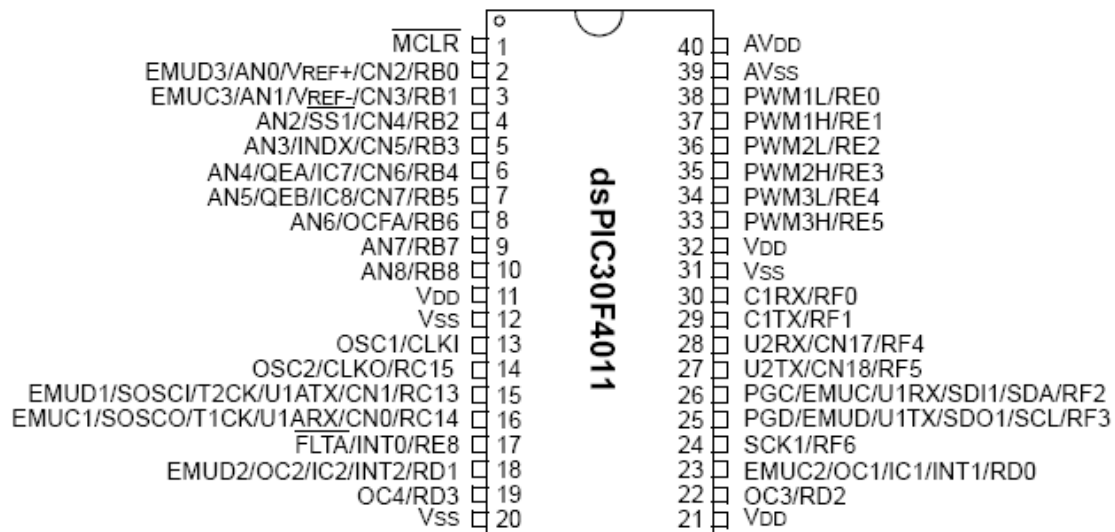 MCLR 1 40 AVDD
EMUD3/AN0/VREF+/CN2/RB0 2 39 AVSS
EMUC3/AN1/VREF-/CN3/RB1 3 38 PWM1L/RE0
AN2/SS1/CN4/RB2 4 37 PWM1H/RE1
AN3/INDX/CN5/RB3 5 36 PWM2L/RE2
AN4/QEA/IC7/CN6/RB4 6 35 PWM2H/RE3
AN5/QEB/IC8/CN7/RB5 7 34 PWM3L/RE4
AN6/OCFA/RB6 8 33 PWM3H/RE5
AN7/RB7 9 32 VDD
AN8/RB8 10 31 VSS
VDD 11 30 C1RX/RF0
VSS 12 29 C1TX/RF1
OSC1/CLKI 13 28 U2RX/CN17/RF4
OSC2/CLKO/RC15 14 27 U2TX/CN18/RF5
EMUD1/SOSCI/T2CK/U1ATX/CN1/RC13 15 26 PGC/EMUC/U1RX/SDI1/SDA/RF2
EMUC1/SOSCO/T1CK/U1ARX/CN0/RC14 16 25 PGD/EMUD/U1TX/SDO1/SCL/RF3
FLTA/INT0/RE8 17 24 SCK1/RF6
EMUD2/OC2/IC2/INT2/RD1 18 23 EMUC2/OC1/IC1/INT1/RD0
OC4/RD3 19 22 OC3/RD2
VSS 20 21 VDD
dsPIC30F4011